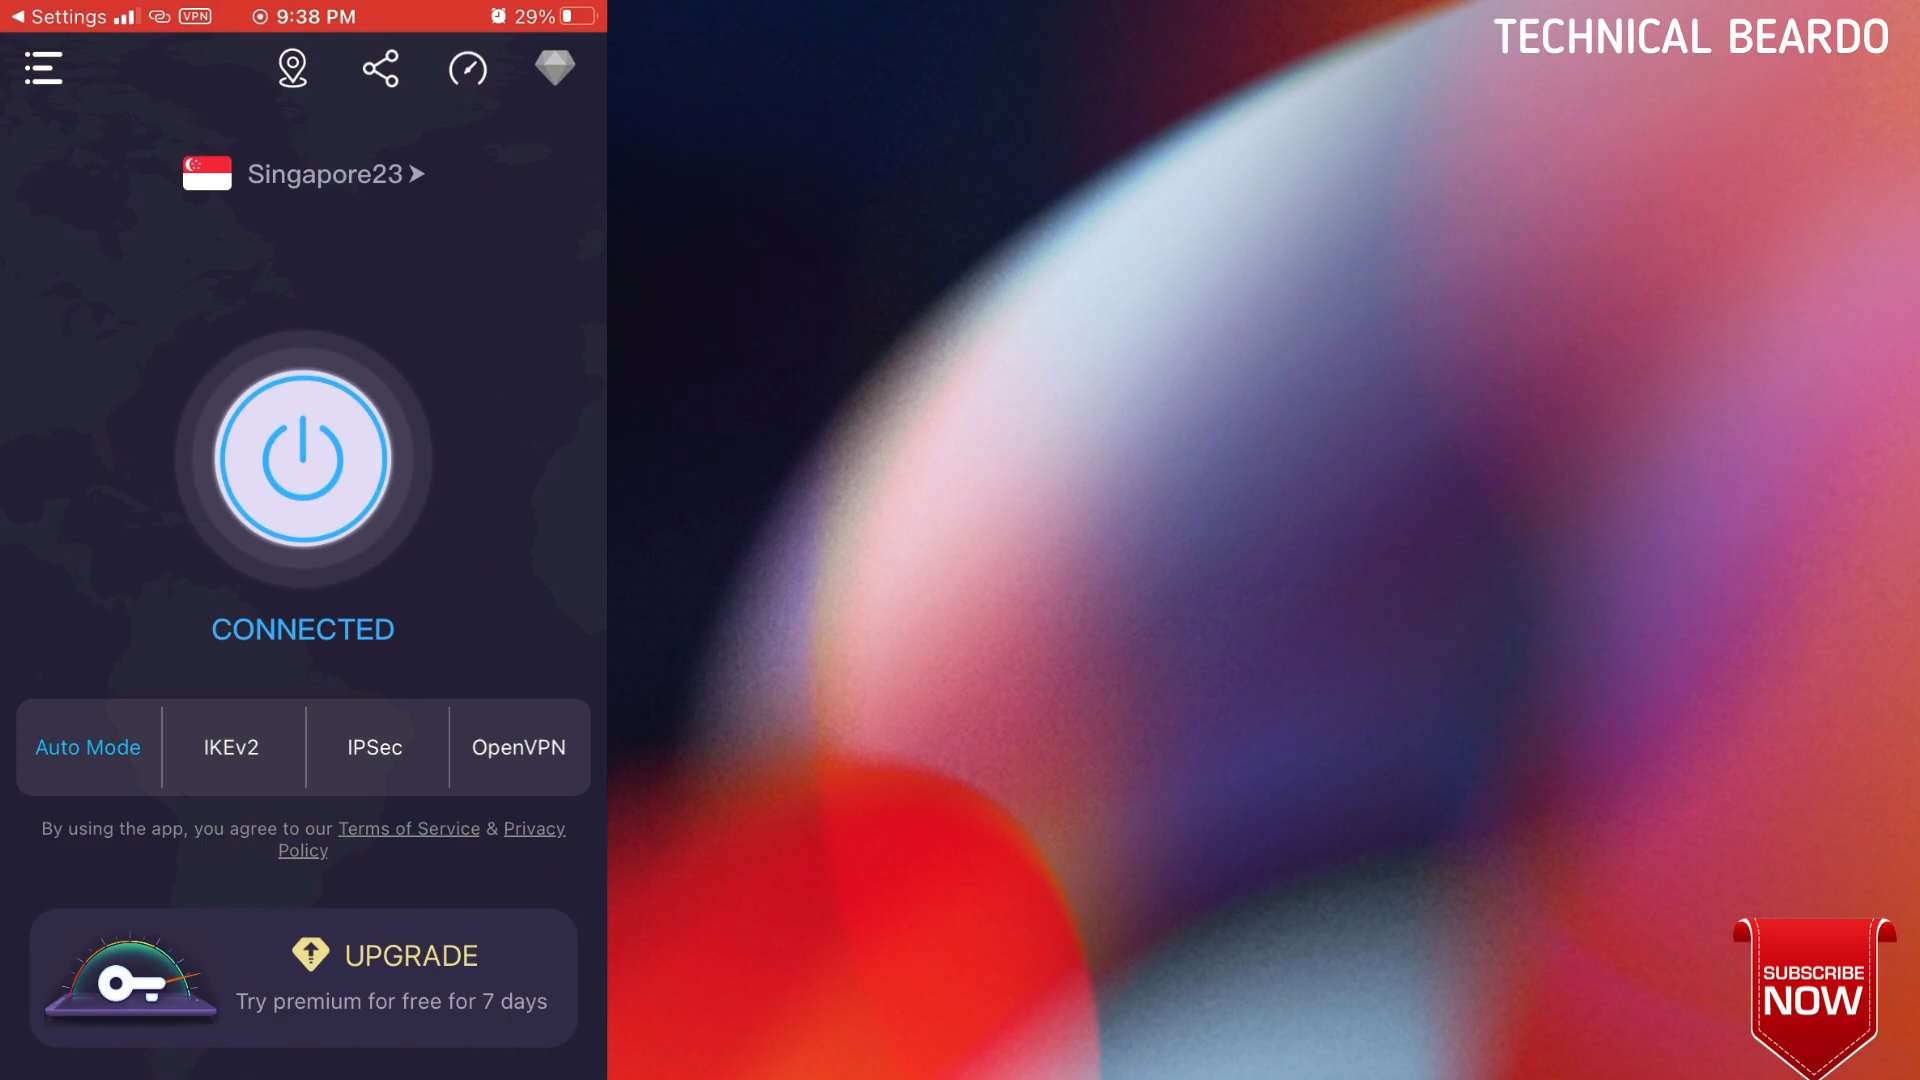 Settings VPN 9:38 PM 29%
TECHNICAL BEARDO
Singapore23
CONNECTED
Auto Mode IKEv2 IPSec OpenVPN
By using the app, you agree to our Terms of Service & Privacy
Policy
UPGRADE
Try premium for free for 7 days
SUBSCRIBE
NOW